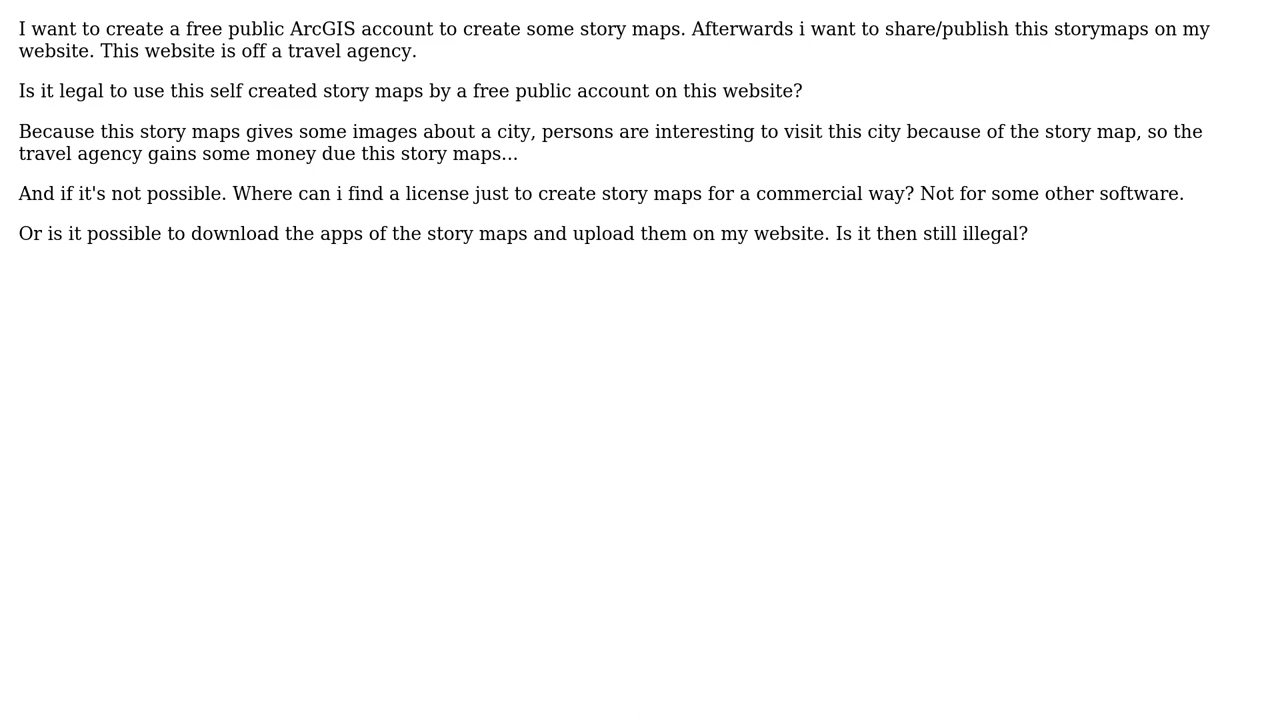 I want to create a free public ArcGIS account to create some story maps. Afterwards i want to share/publish this storymaps on my
website. This website is off a travel agency.
Is it legal to use this self created story maps by a free public account on this website?
Because this story maps gives some images about a city, persons are interesting to visit this city because of the story map, so the
travel agency gains some money due this story maps...
And if it's not possible. Where can i find a license just to create story maps for a commercial way? Not for some other software.
Or is it possible to download the apps of the story maps and upload them on my website. Is it then still illegal?